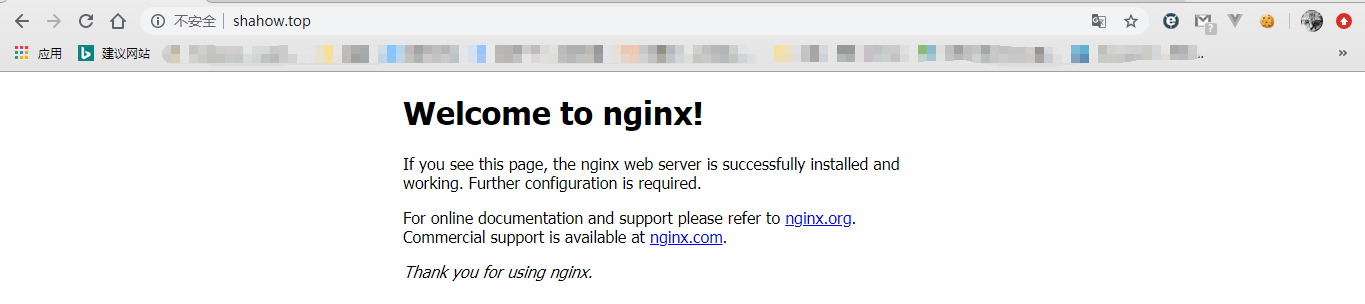 不安全 shahow.top
应用 建议网站 »
Welcome to nginx!
If you see this page, the nginx web server is successfully installed and
working. Further configuration is required.
For online documentation and support please refer to nginx.org.
Commercial support is available at nginx.com.
Thank you for using nginx.